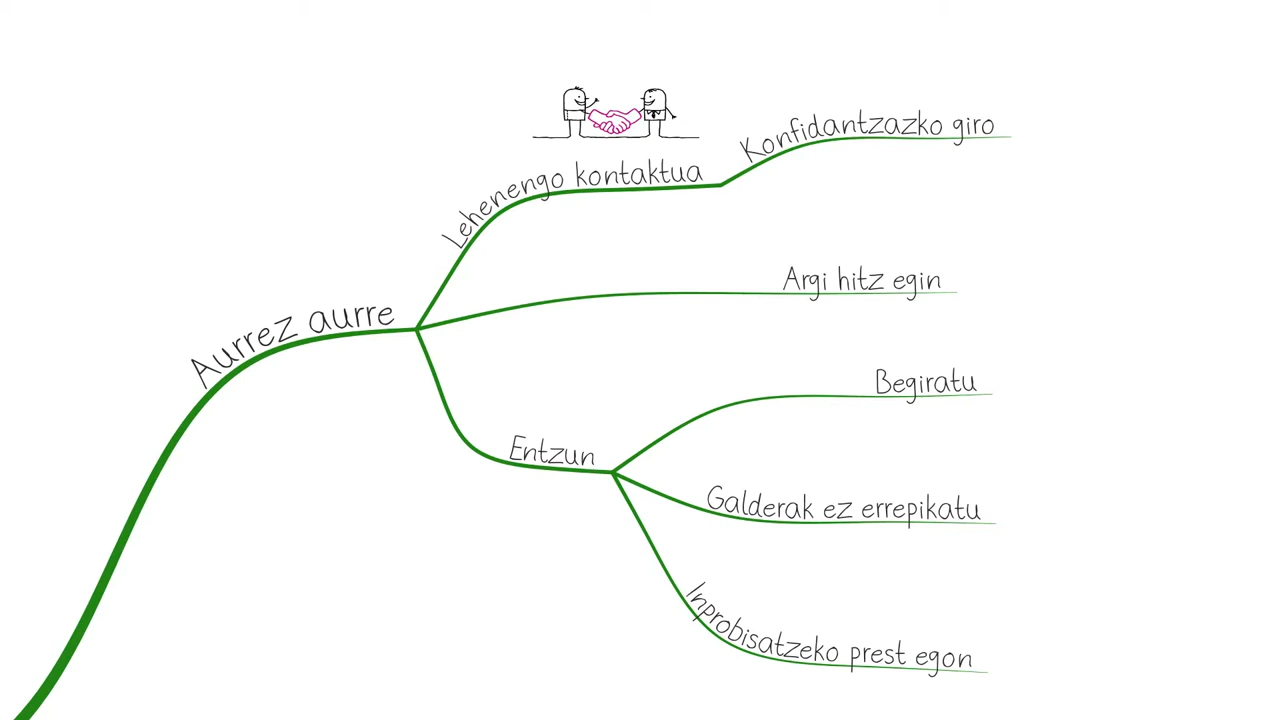 Aurrez aurre
Lehenengo kontaktua
Konfidantzazko giro
Argi hitz egin
Entzun
Begiratu
Galderak ez errepikatu
Inprobisatzeko prest egon